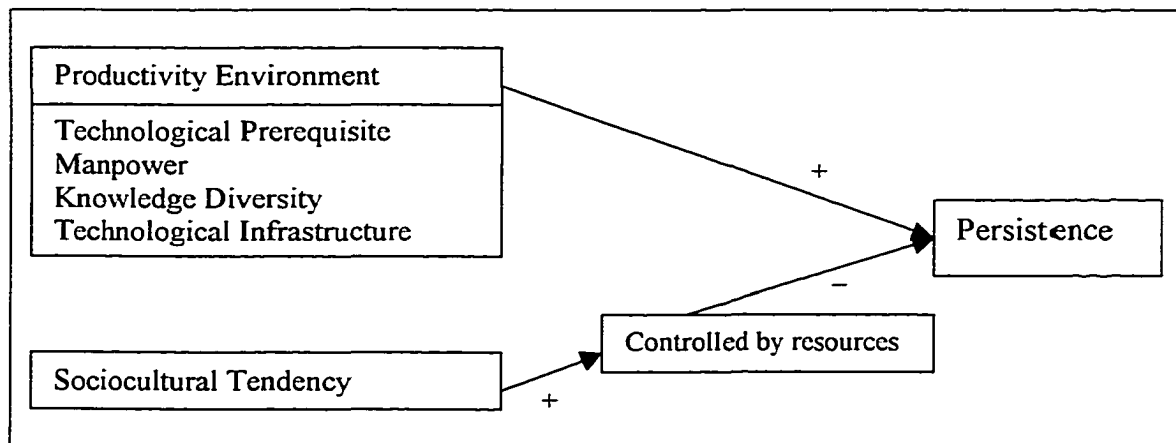 Productivity Environment
Technological Prerequisite
Manpower
Knowledge Diversity
Technological Infrastructure
+
Persistence
–
Controlled by resources
Sociocultural Tendency
+